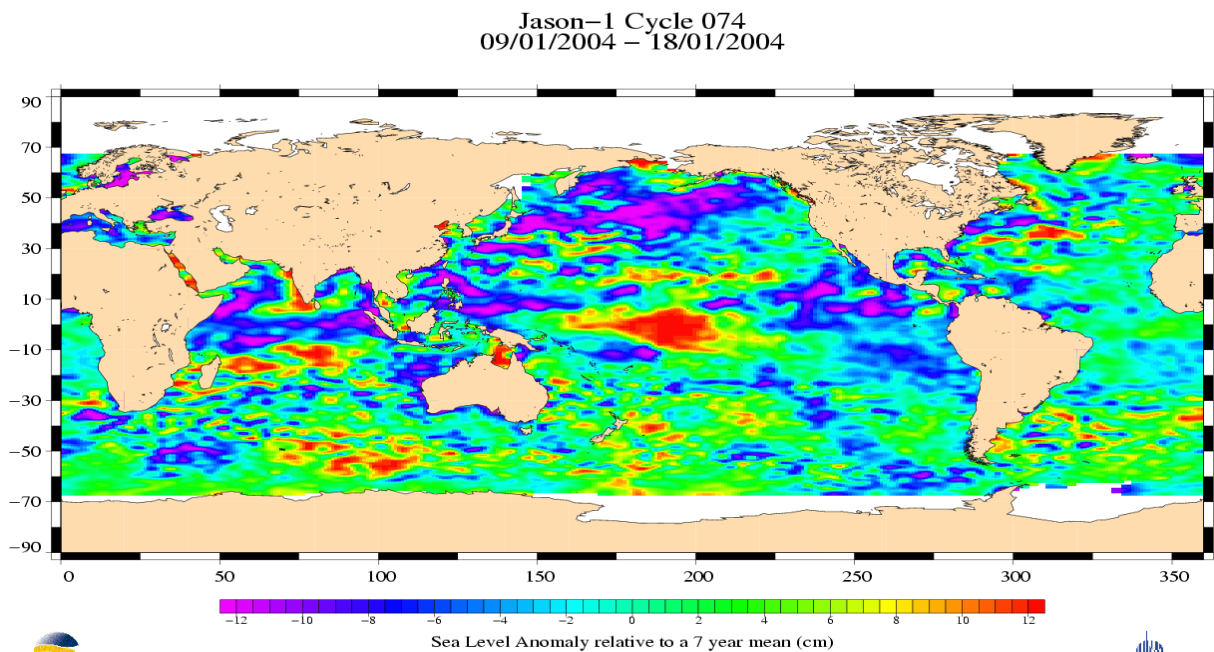 Jason−1 Cycle 074
09/01/2004 − 18/01/2004
90
70
50
30
10
−10
−30
−50
−70
−90
0 50 100 150 200 250 300 350
−12 −10 −8 −6 −4 −2 0 2 4 6 8 10 12
Sea Level Anomaly relative to a 7 year mean (cm)